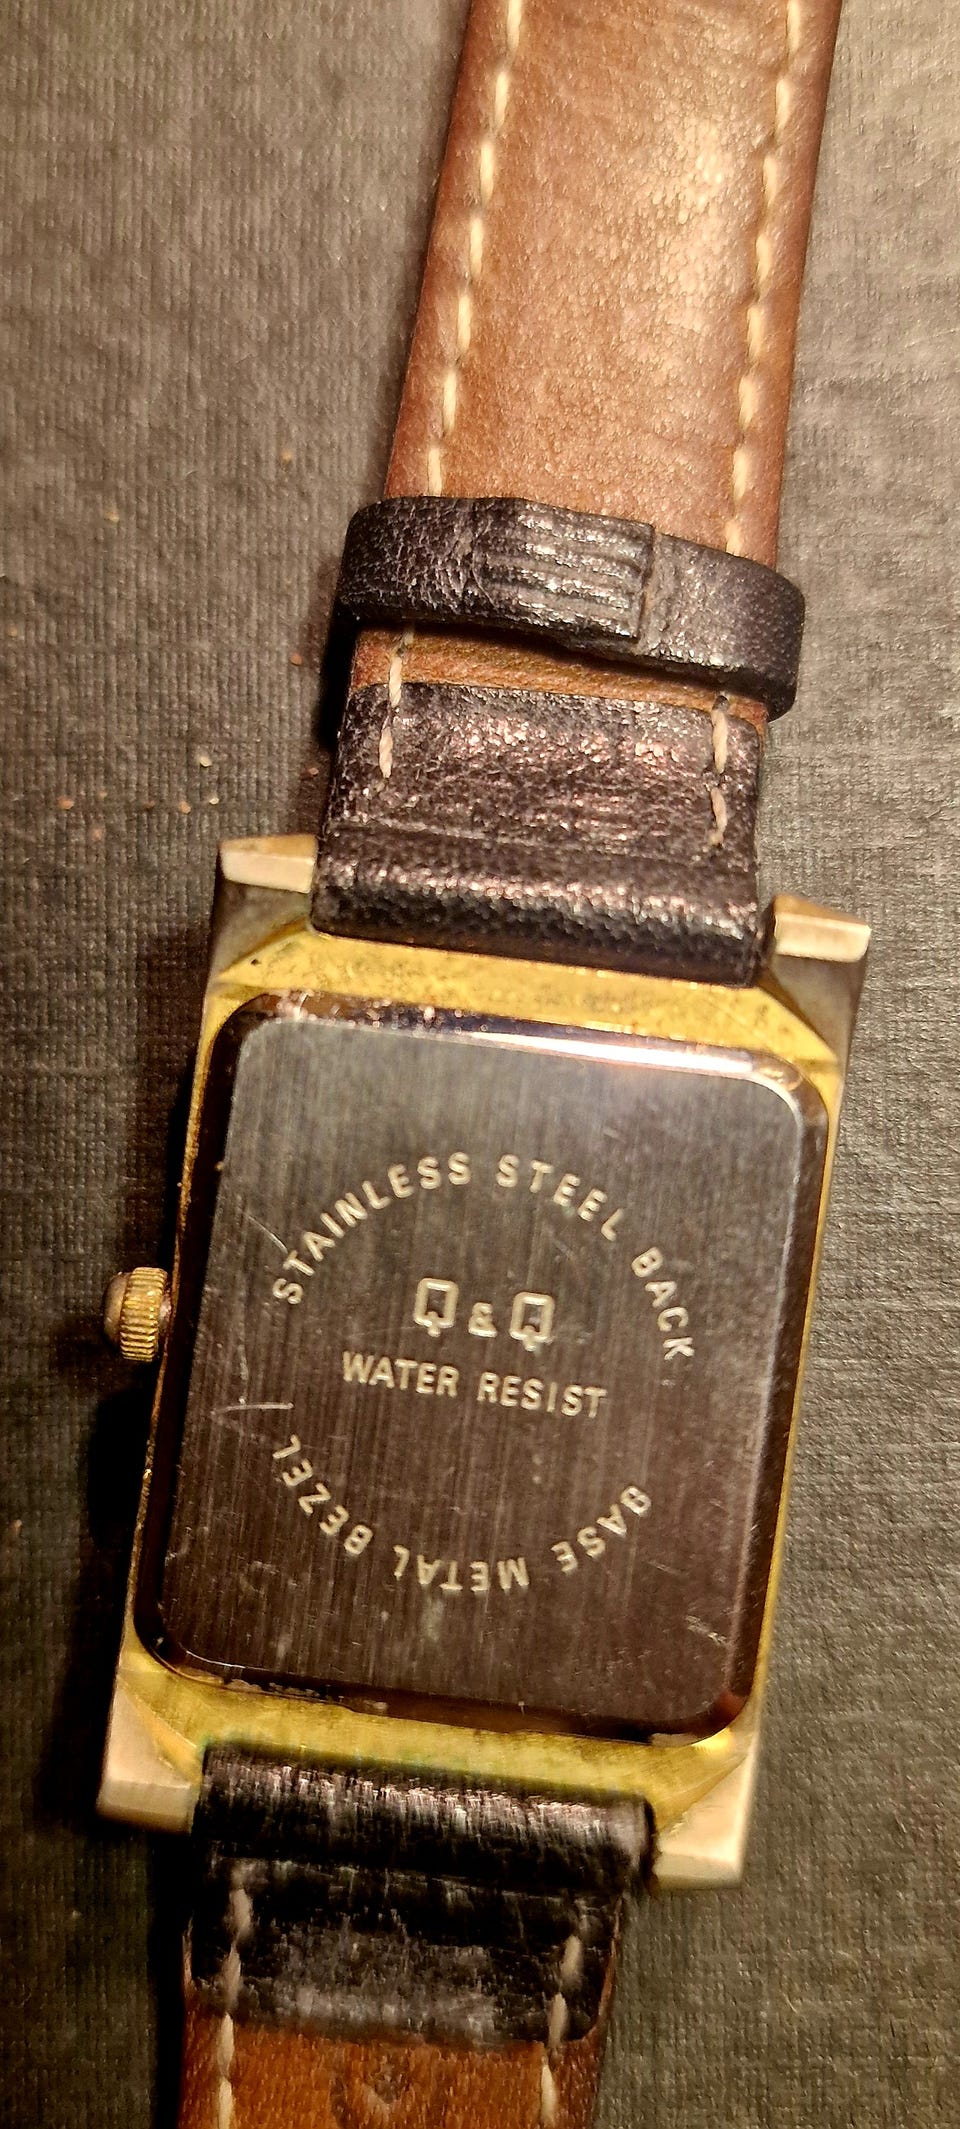 STAINLESS STEEL BACK
Q&Q
WATER RESIST
BASE METAL BEZEL